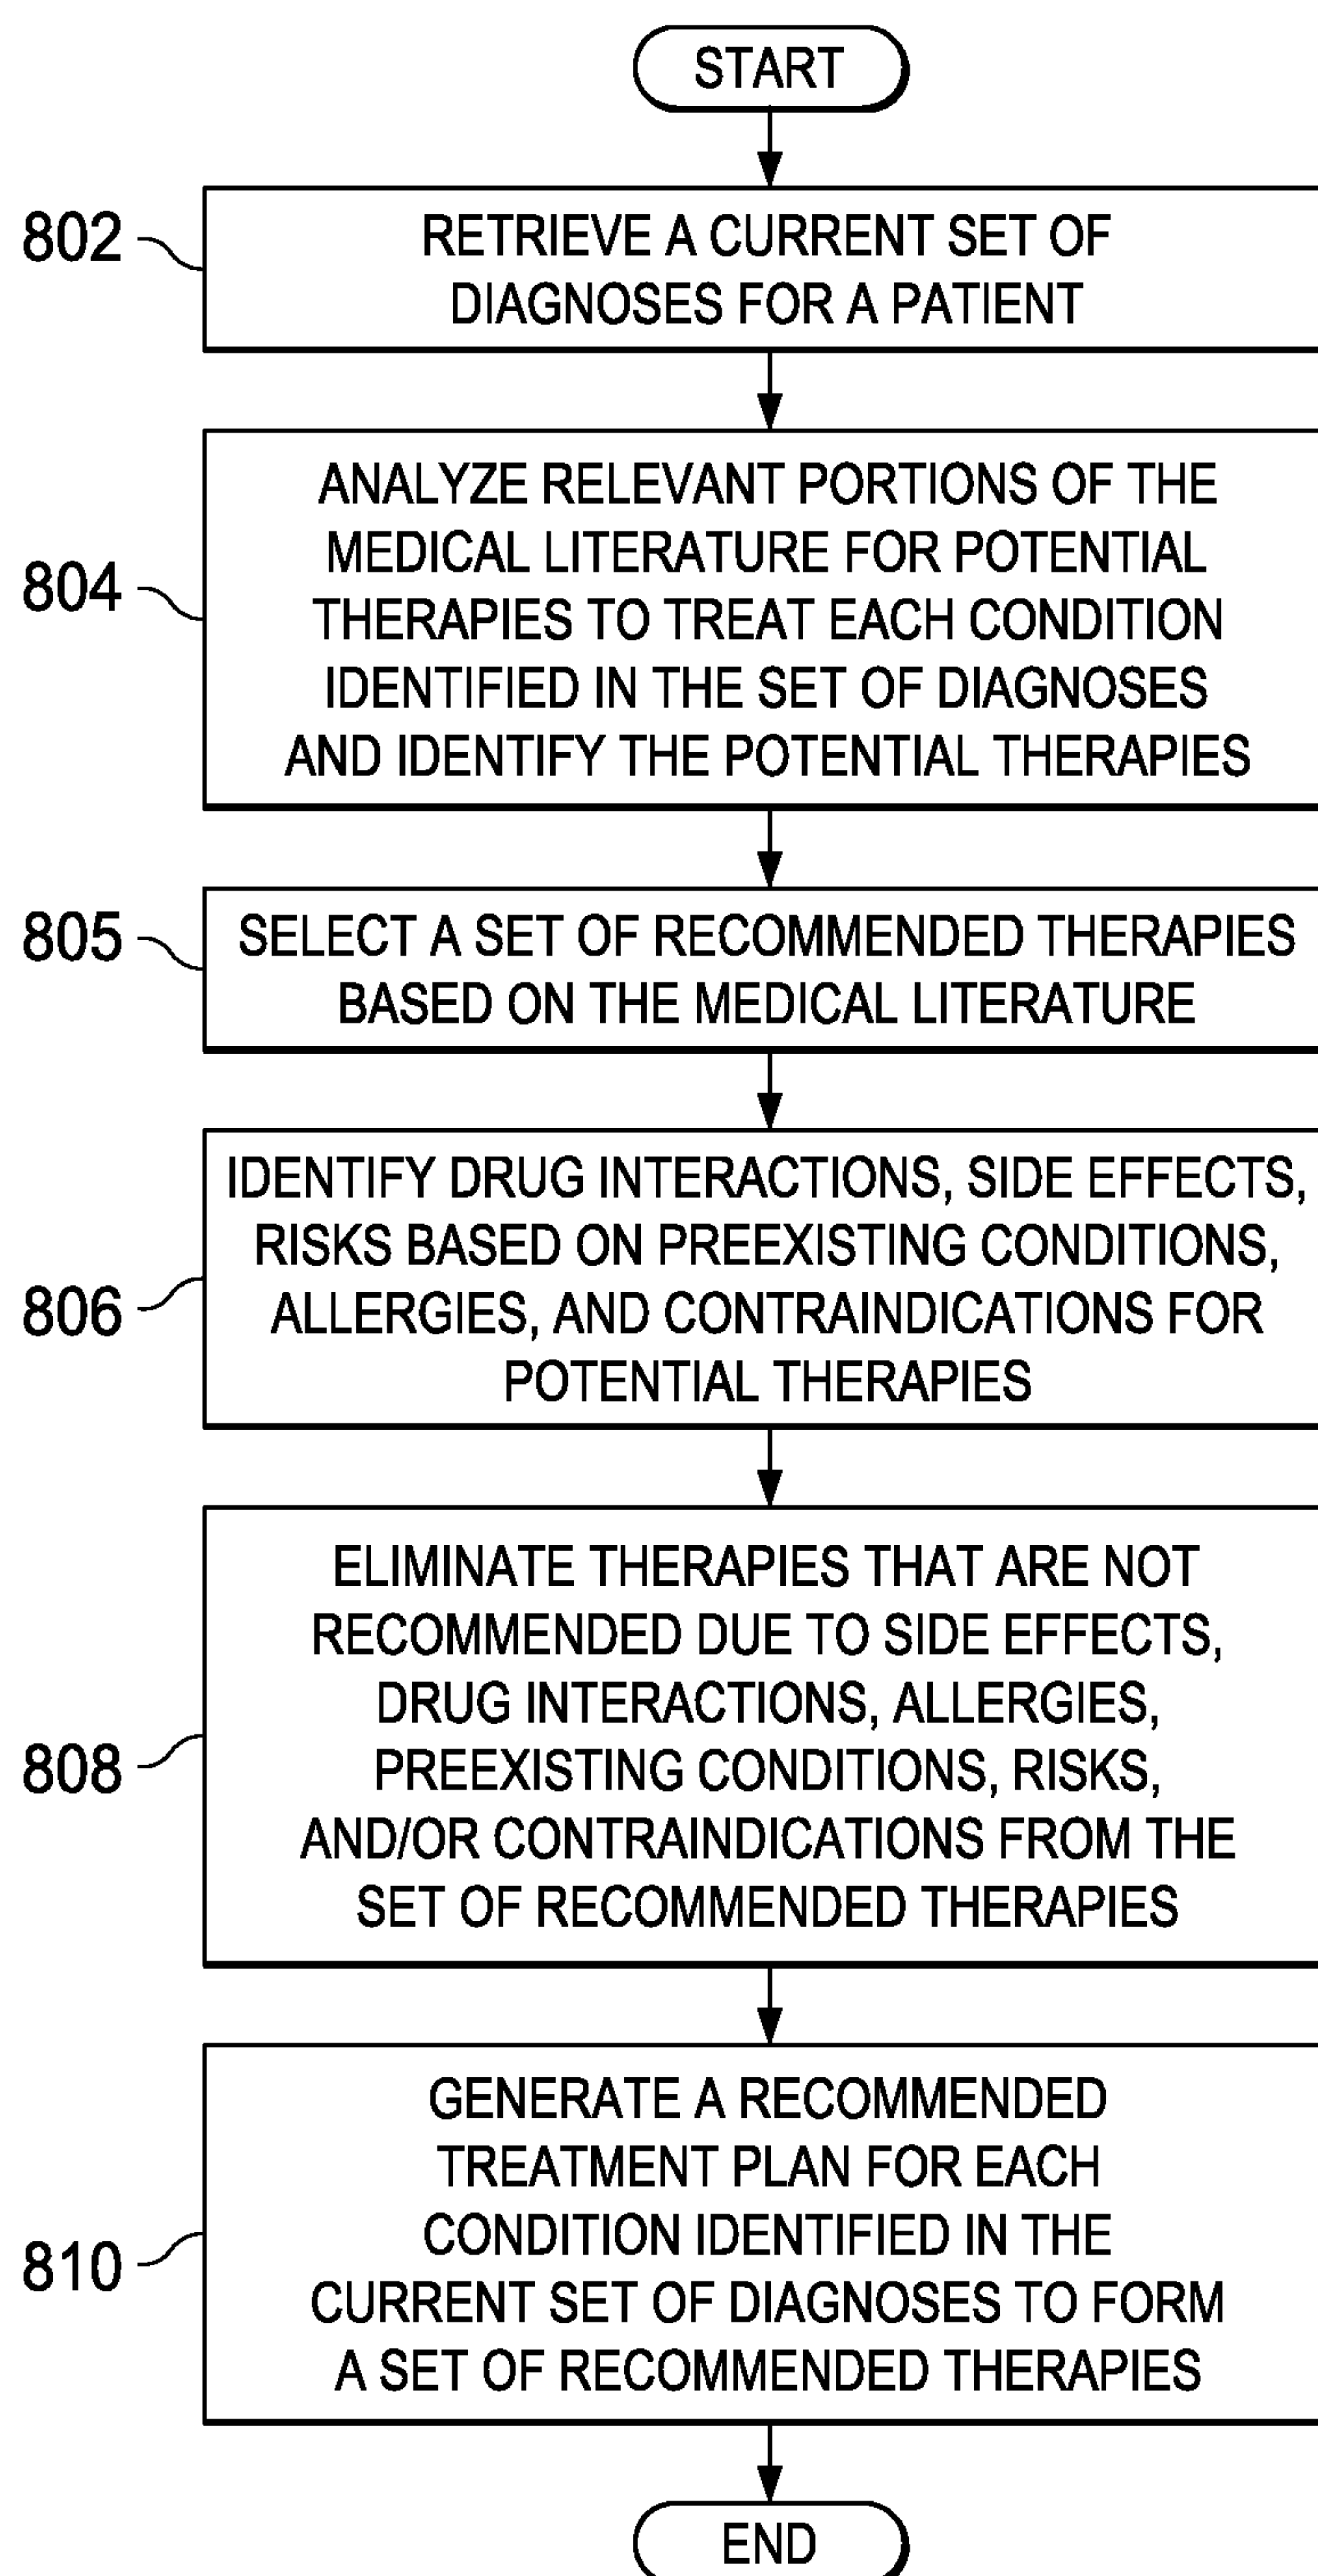 START
802
RETRIEVE A CURRENT SET OF
DIAGNOSES FOR A PATIENT
804
ANALYZE RELEVANT PORTIONS OF THE
MEDICAL LITERATURE FOR POTENTIAL
THERAPIES TO TREAT EACH CONDITION
IDENTIFIED IN THE SET OF DIAGNOSES
AND IDENTIFY THE POTENTIAL THERAPIES
805
SELECT A SET OF RECOMMENDED THERAPIES
BASED ON THE MEDICAL LITERATURE
806
IDENTIFY DRUG INTERACTIONS, SIDE EFFECTS,
RISKS BASED ON PREEXISTING CONDITIONS,
ALLERGIES, AND CONTRAINDICATIONS FOR
POTENTIAL THERAPIES
808
ELIMINATE THERAPIES THAT ARE NOT
RECOMMENDED DUE TO SIDE EFFECTS,
DRUG INTERACTIONS, ALLERGIES,
PREEXISTING CONDITIONS, RISKS,
AND/OR CONTRAINDICATIONS FROM THE
SET OF RECOMMENDED THERAPIES
810
GENERATE A RECOMMENDED
TREATMENT PLAN FOR EACH
CONDITION IDENTIFIED IN THE
CURRENT SET OF DIAGNOSES TO FORM
A SET OF RECOMMENDED THERAPIES
END